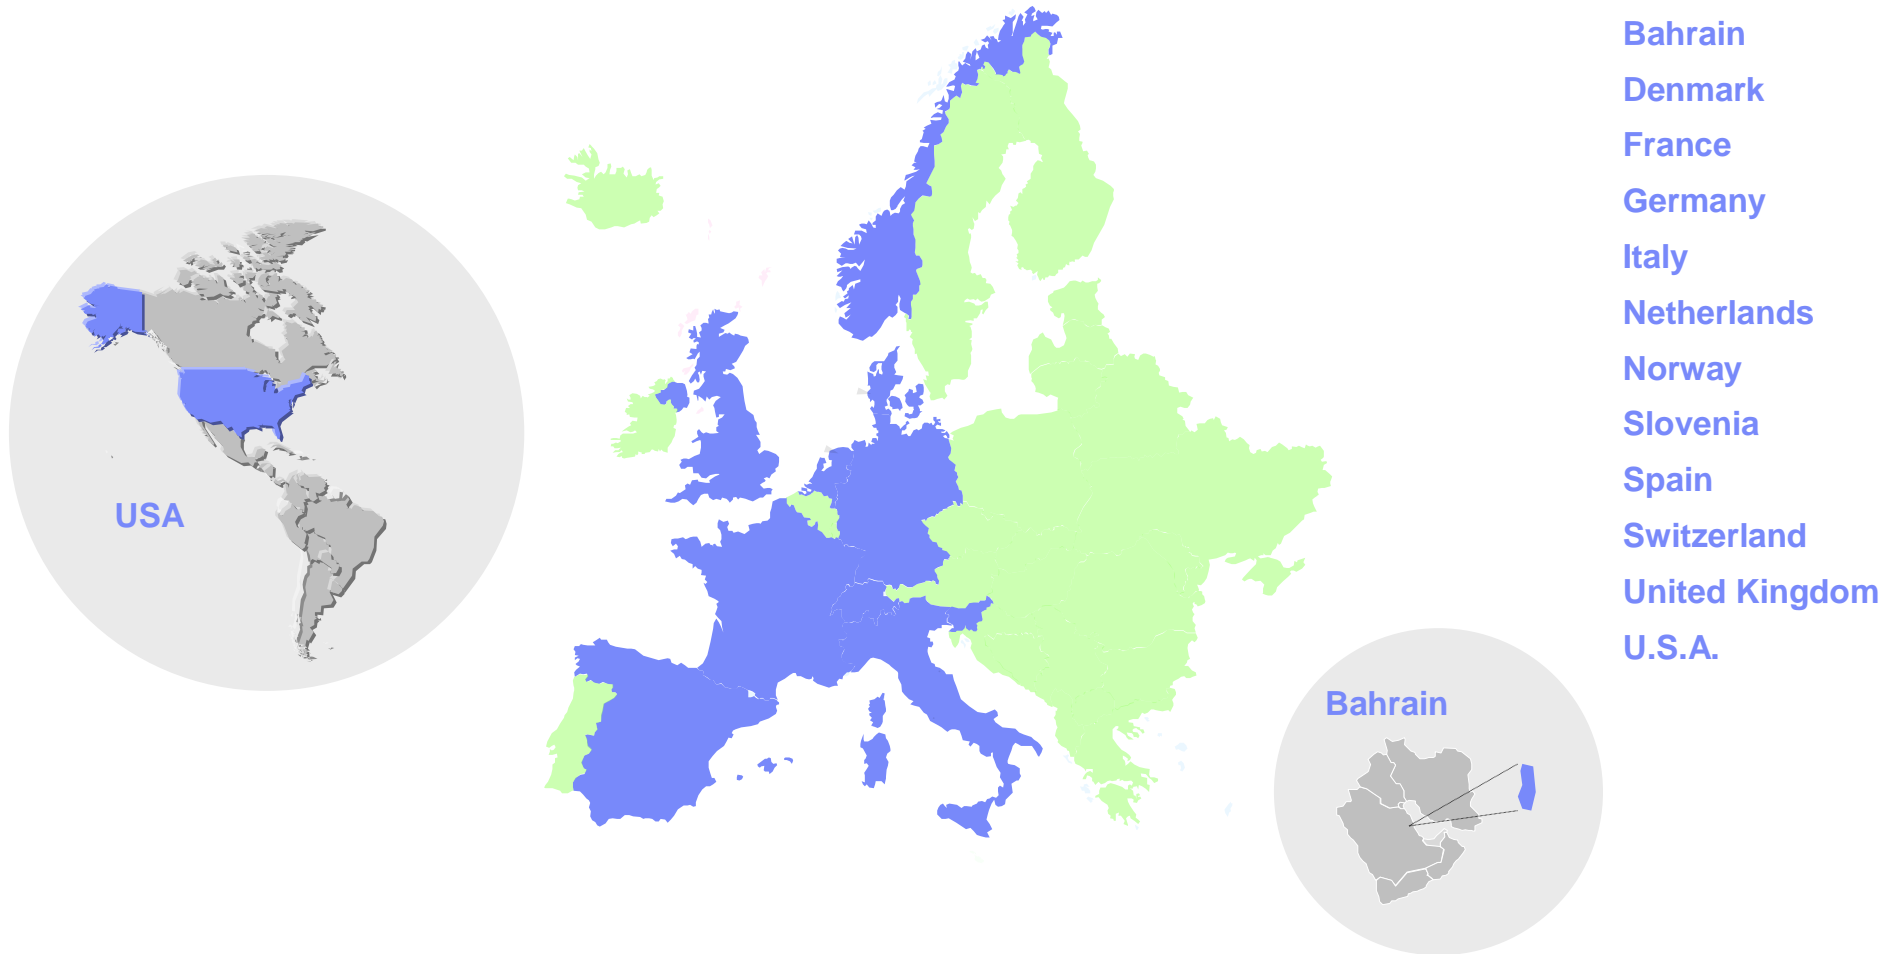 Bahrain
Denmark
France
Germany
Italy
Netherlands
Norway
Slovenia
Spain
Switzerland
United Kingdom
U.S.A.
USA
Bahrain